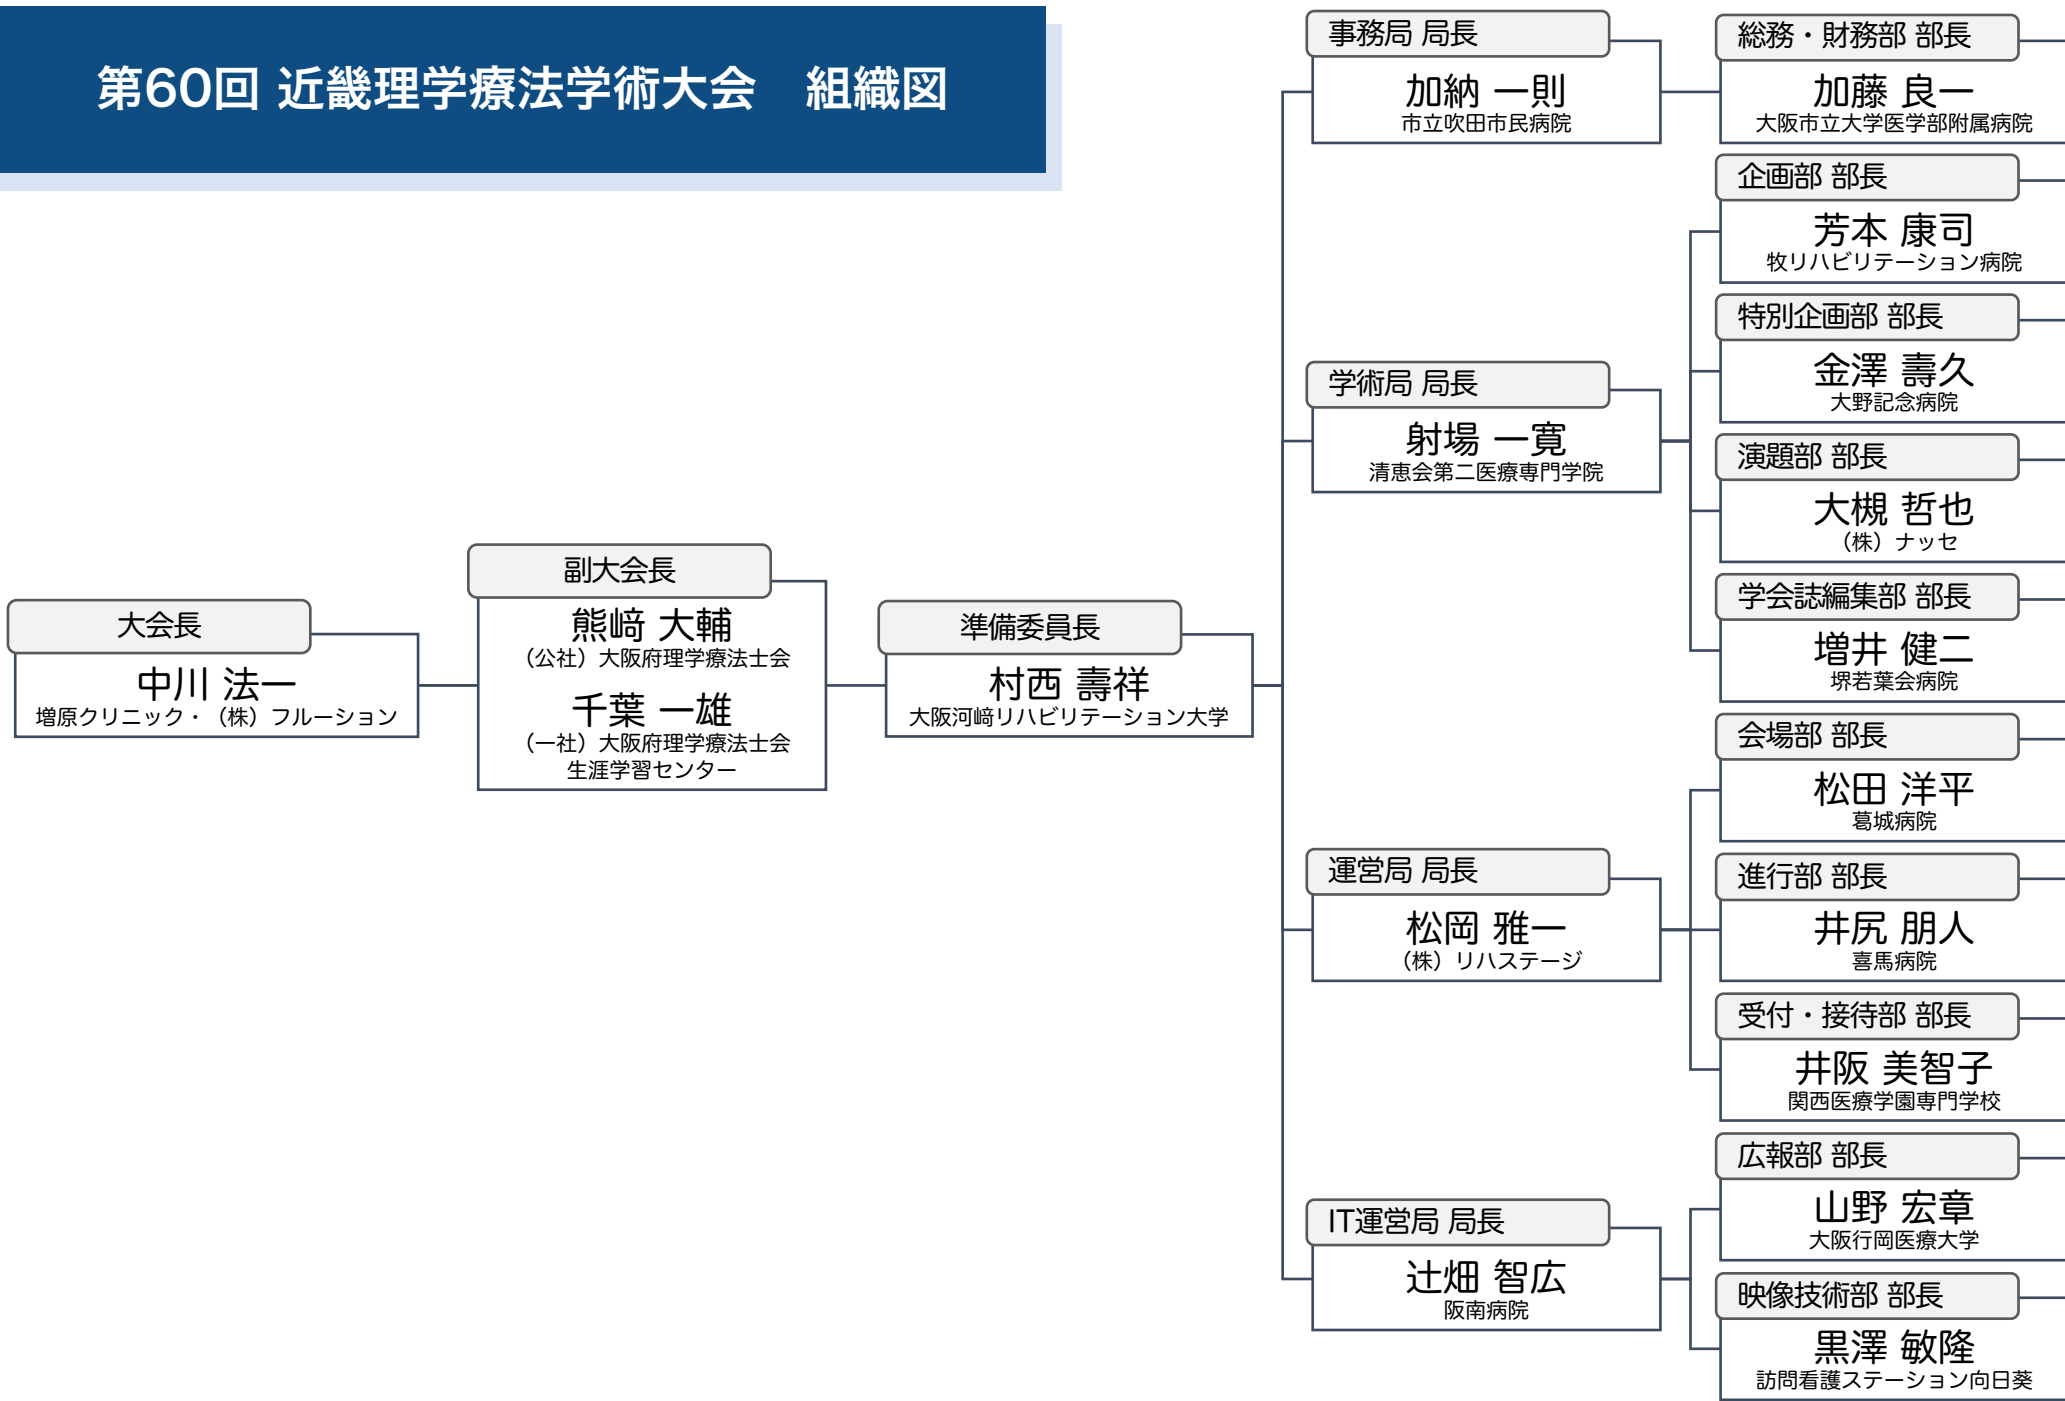 第60回 近畿理学療法学術大会　組織図
大会長
中川 法一
増原クリニック・（株）フルーション
副大会長
熊﨑 大輔
（公社）大阪府理学療法士会
千葉 一雄
（一社）大阪府理学療法士会
生涯学習センター
準備委員長
村西 壽祥
大阪河﨑リハビリテーション大学
事務局 局長
加納 一則
市立吹田市民病院
総務・財務部 部長
加藤 良一
大阪市立大学医学部附属病院
学術局 局長
射場 一寛
清恵会第二医療専門学院
企画部 部長
芳本 康司
牧リハビリテーション病院
特別企画部 部長
金澤 壽久
大野記念病院
演題部 部長
大槻 哲也
（株）ナッセ
学会誌編集部 部長
増井 健二
堺若葉会病院
運営局 局長
松岡 雅一
（株）リハステージ
会場部 部長
松田 洋平
葛城病院
進行部 部長
井尻 朋人
喜馬病院
受付・接待部 部長
井阪 美智子
関西医療学園専門学校
IT運営局 局長
辻畑 智広
阪南病院
広報部 部長
山野 宏章
大阪行岡医療大学
映像技術部 部長
黒澤 敏隆
訪問看護ステーション向日葵